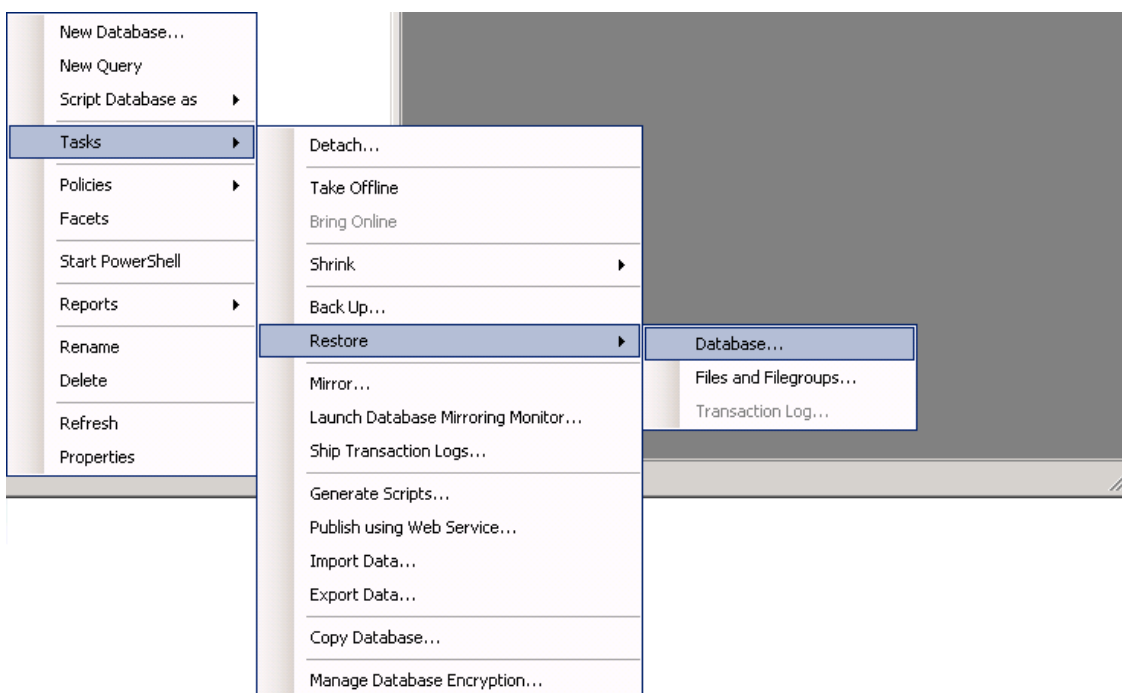 New Database...
New Query
Script Database as
Tasks
Policies
Facets
Start PowerShell
Reports
Rename
Delete
Refresh
Properties
Detach...
Take Offline
Bring Online
Shrink
Back Up...
Restore
Mirror...
Launch Database Mirroring Monitor...
Ship Transaction Logs...
Generate Scripts...
Publish using Web Service...
Import Data...
Export Data...
Copy Database...
Manage Database Encryption...
Database...
Files and Filegroups...
Transaction Log...